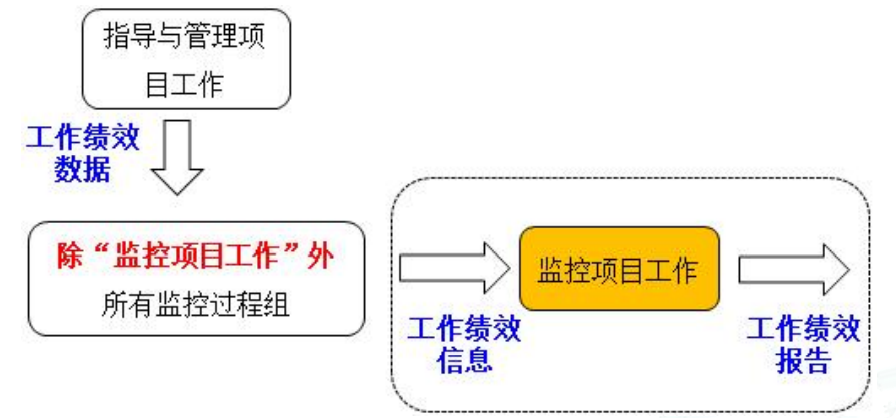 指导与管理项
目工作
工作绩效
数据
除“监控项目工作”外
所有监控过程组
监控项目工作
工作绩效
信息
工作绩效
报告